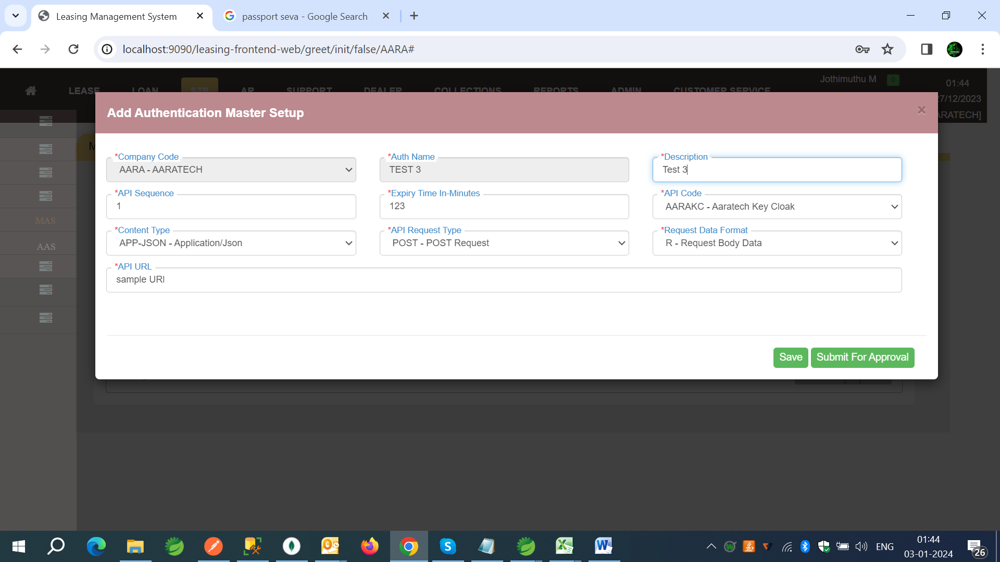 Leasing Management System
passport seva - Google Search
localhost:9090/leasing-frontend-web/greet/init/false/AARA#
Jothimuthu M 0
01:44
LEASE LOAN STP AR SUPPORT DEALER COLLECTIONS REPORTS ADMIN CUSTOMER SERVICE
27/12/2023
AARATECH]
Add Authentication Master Setup
×
M
*Company Code *Auth Name *Description
AARA - AARATECH TEST 3 Test 3
*API Sequence *Expiry Time In-Minutes *API Code
1 123 AARAKC - Aaratech Key Cloak
MAS
*Content Type *API Request Type *Request Data Format
APP-JSON - Application/Json POST - POST Request R - Request Body Data
AAS
*API URL
sample URl
Save Submit For Approval
ENG
01:44
03-01-2024
26